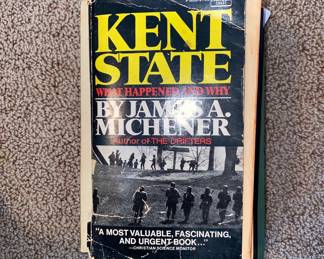 KENT
STATE
WHAT HAPPENED AND WHY
BY JAMES A.
MICHENER
Author of THE DRIFTERS
"A MOST VALUABLE, FASCINATING,
AND URGENT BOOK..."
—CHRISTIAN SCIENCE MONITOR